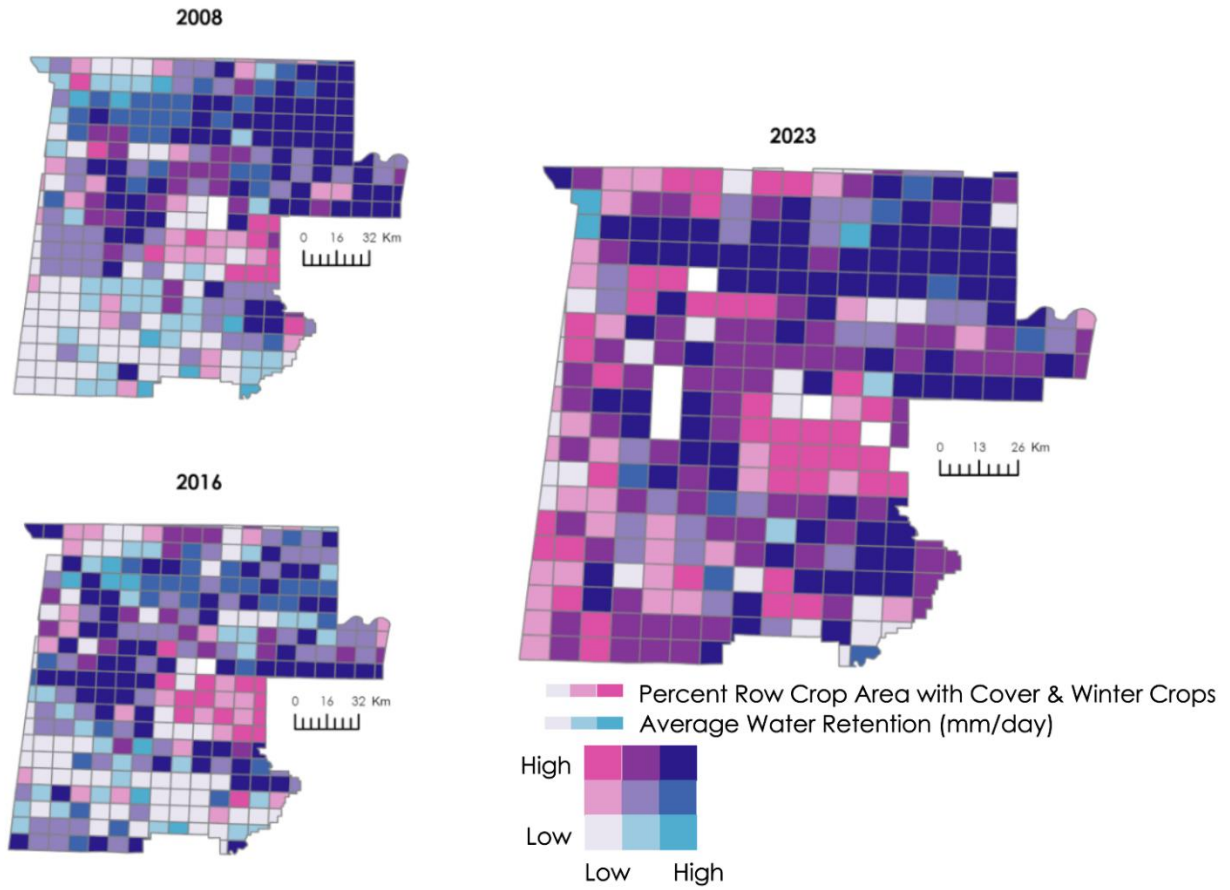 2008
0 16 32 Km
2016
0 16 32 Km
2023
0 13 26 Km
Percent Row Crop Area with Cover & Winter Crops
Average Water Retention (mm/day)
High
Low
Low High